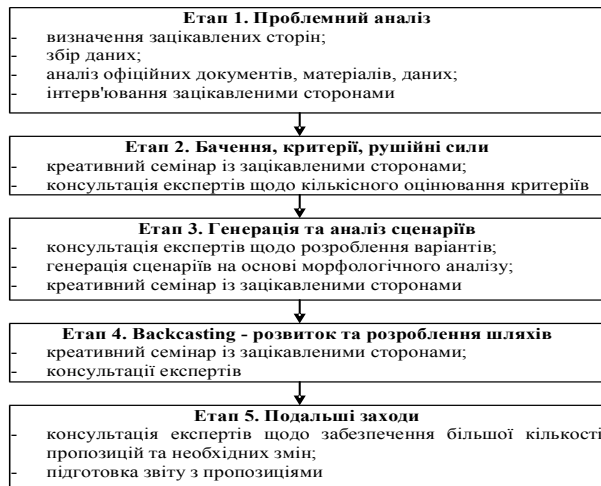 Етап 1. Проблемний аналіз
- визначення зацікавлених сторін;
- збір даних;
- аналіз офіційних документів, матеріалів, даних;
- інтерв'ювання зацікавленими сторонами
Етап 2. Бачення, критерії, рушійні сили
- креативний семінар із зацікавленими сторонами;
- консультація експертів щодо кількісного оцінювання критеріїв
Етап 3. Генерація та аналіз сценаріїв
- консультація експертів щодо розроблення варіантів;
- генерація сценаріїв на основі морфологічного аналізу;
- креативний семінар із зацікавленими сторонами
Етап 4. Backcasting - розвиток та розроблення шляхів
- креативний семінар із зацікавленими сторонами;
- консультації експертів
Етап 5. Подальші заходи
- консультація експертів щодо забезпечення більшої кількості
пропозицій та необхідних змін;
- підготовка звіту з пропозиціями